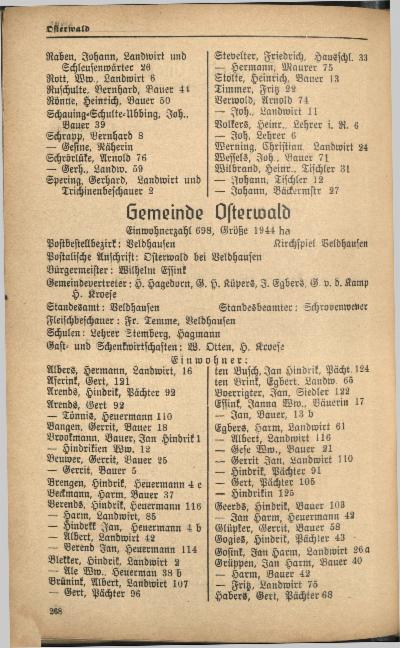 Osterwald
Raben, Johann, Landwirt und
Schleusenwärter 26
Rott, Ww., Landwirt 6
Ruschulte, Bernhard, Bauer 44
Rönne, Heinrich, Bauer 50
Schauing-Schulte-Übbing, Joh.,
Bauer 39
Schrapp, Bernhard 8
— Gesine, Näherin
Schrörlüke, Arnold 76
— Gerh., Landw. 59
Spering, Gerhard, Landwirt und
Trichinenbeschauer 2
Stevelter, Friedrich, Hausschl. 33
— Hermann, Maurer 75
Stolte, Heinrich, Bauer 13
Timmer, Fritz 22
Verwold, Arnold 74
— Joh., Landwirt 11
Volkers, Heinr., Lehrer i. R. 6
— Joh, Lehrer 6
Werning, Christian, Landwirt 24
Wessels, Joh., Bauer 71
Wilbrand, Heinr., Tischler 31
— Johann, Tischler 12
— Johann, Bäckermstr 27
Gemeinde Osterwald
Einwohnerzahl 698, Größe 1944 ha
Postbestellbezirk: Veldhausen Kirchspiel Veldhausen
Postalische Anschrift: Osterwald bei Veldhausen
Bürgermeister: Wilhelm Essink
Gemeindevertreter: H. Hagedorn, G. H. Küpers, J. Egbers, G. v. d. Kamp
H. Kroese
Standesamt: Veldhausen Standesbeamter: Schrovenwever
Fleischbeschauer: Fr. Temme, Veldhausen
Schulen: Lehrer Stemberg, Hagmann
Gast- und Schenkwirtschaften: W. Otten, H. Kroese
Einwohner:
Albers, Hermann, Landwirt, 16
Aserink, Gert, 121
Arends, Hindrik, Pächter 92
Arends, Gert 92
— Tönnis, Heuermann 110
Bangen, Gerrit, Bauer 18
Brookmann, Bauer, Jan Hindrik 1
— Hindrikien Ww. 12
Beuwer, Gerrit, Bauer 25
— Gerrit, Bauer 5
Brengen, Hindrik, Heuermann 4 e
Beckmann, Harm, Bauer 37
Berends, Hindrik, Heuermann 116
— Harm, Landwirt, 85
— Hindrk Jan, Heuermann 4 b
— Albert, Landwirt 42
— Berend Jan, Heuermann 114
Blekker, Hindrik, Landwirt 2
— Ale Ww., Heuerman 38 b
Brünink, Albert, Landwirt 107
— Gert, Pächter 96
ten Busch, Jan Hindrik, Pächt. 124
ten Brink, Egbert, Landw. 65
Boerrigter, Jan, Siedler 122
Essink, Janna Ww., Bäuerin 17
— Jan, Bauer, 13 b
Egbers, Harm, Landwirt 61
— Albert, Landwirt 116
— Gese Ww., Bauer 21
— Gerrit Jan, Landwirt 110
— Hindrik, Pächter 91
— Gert, Pächter 105
— Hindrikin 125
Geerds, Hindrik, Bauer 103
— Jan Harm, Heuermann 42
Glüpker, Gerrit, Bauer 58
Gogies, Hindrik, Pächter 43
Gosink, Jan Harm, Landwirt 26 a
Grüppen, Jan Harm, Bauer 40
— Harm, Bauer 42
— Fritz, Landwirt 75
Habers, Gert, Pächter 68
268